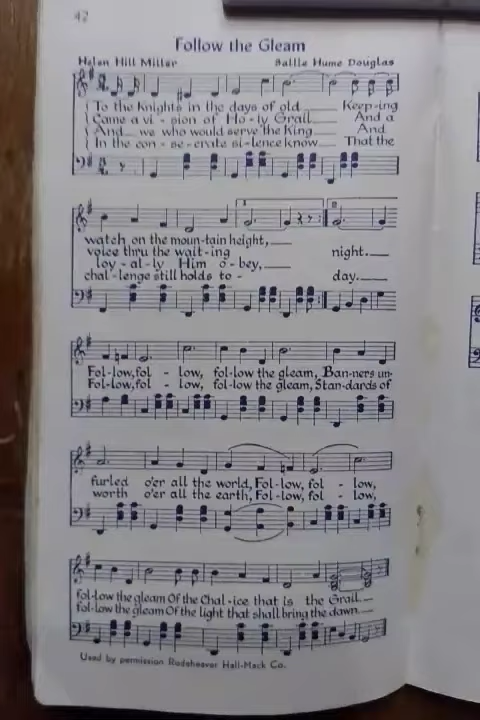 42
Follow the Gleam
Helen Hill Miller Sallie Hume Douglas
To the Knights in the days of old Keep-ing
Came a vi - sion of Ho - ly Grail And a
And we who would serve the King And
In the con - se - crate si - lence know That the
1 2
watch on the moun-tain height,
voice thru the wait-ing night.
loy - al - ly Him o - bey,
chal - lenge still holds to - day.
Fol-low, fol - low, fol-low the gleam, Ban-ners un-
Fol-low, fol - low, fol-low the gleam, Stan-dards of
furled o'er all the world, Fol-low, fol - low,
worth o'er all the earth, Fol-low, fol - low,
fol-low the gleam Of the Chal-ice that is the Grail.
fol-low the gleam Of the light that shall bring the dawn.
Used by permission Rodeheaver Hall-Mack Co.